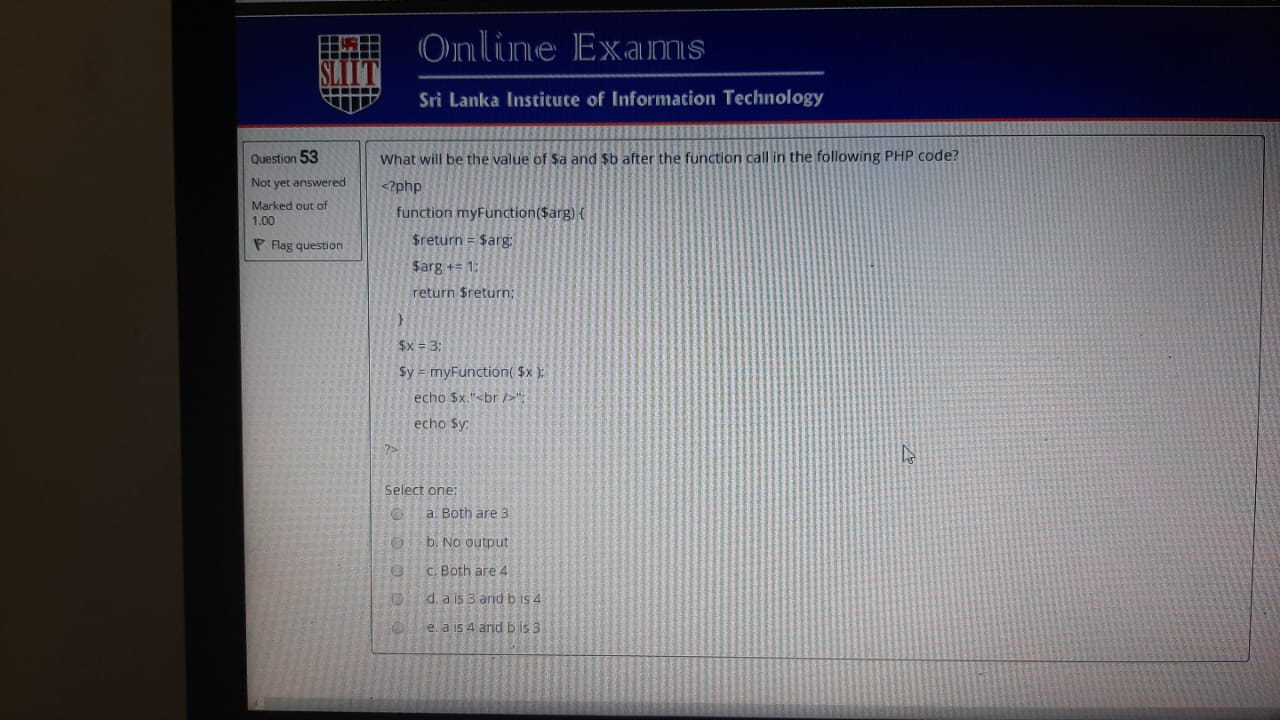 SLIIT
Online Exams
Sri Lanka Institute of Information Technology
Question 53
Not yet answered
Marked out of
1.00
Flag question
What will be the value of $a and $b after the function call in the following PHP code?
<?php
function myFunction($arg) {
$return = $arg;
$arg += 1;
return $return;
}
$x = 3;
$y = myFunction( $x );
echo $x."<br />";
echo $y;
?>
Select one:
a. Both are 3
b. No output
c. Both are 4
d. a is 3 and b is 4
e. a is 4 and b is 3